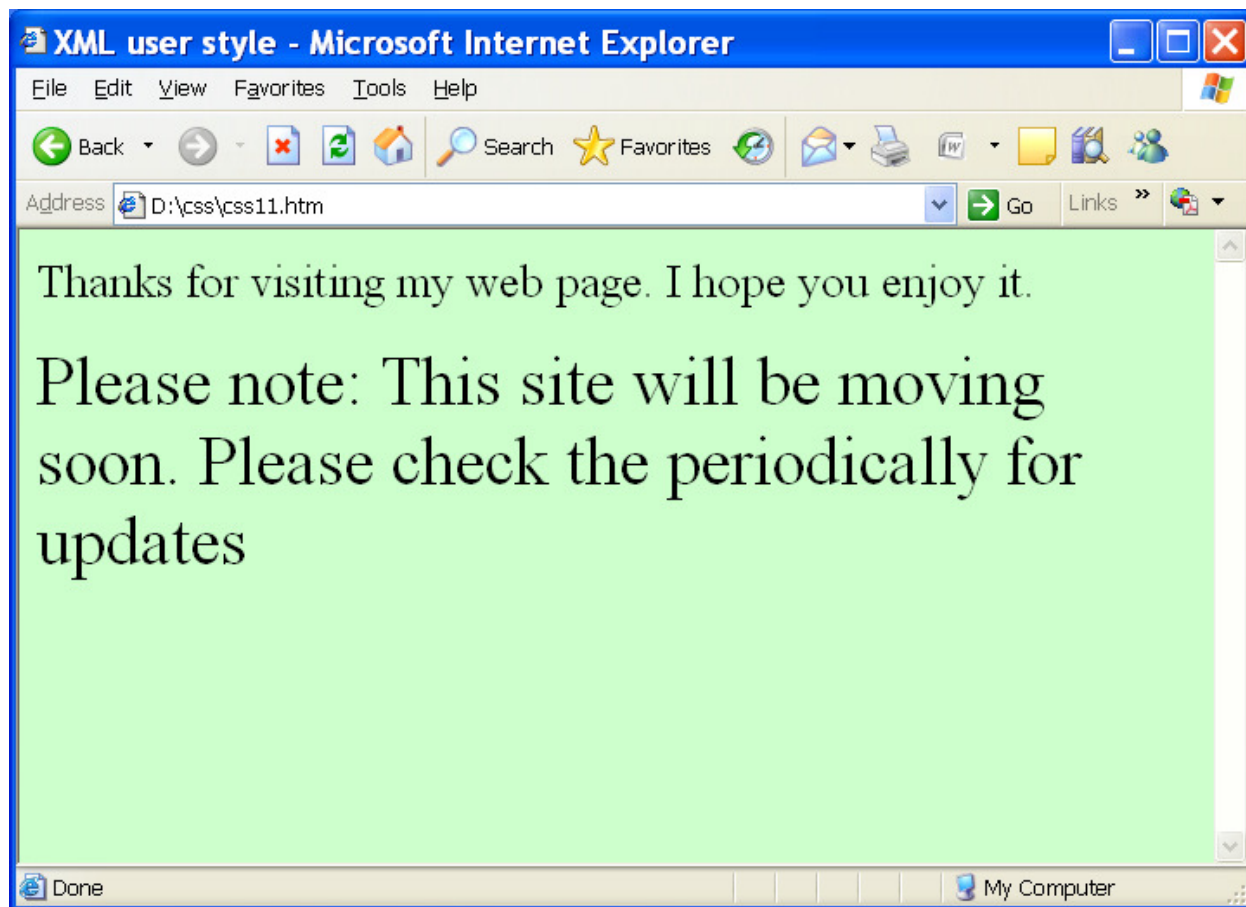 XML user style - Microsoft Internet Explorer
File Edit View Favorites Tools Help
Back Search Favorites W
Address D:\css\css11.htm Go Links »
Thanks for visiting my web page. I hope you enjoy it.
Please note: This site will be moving
soon. Please check the periodically for
updates
Done My Computer